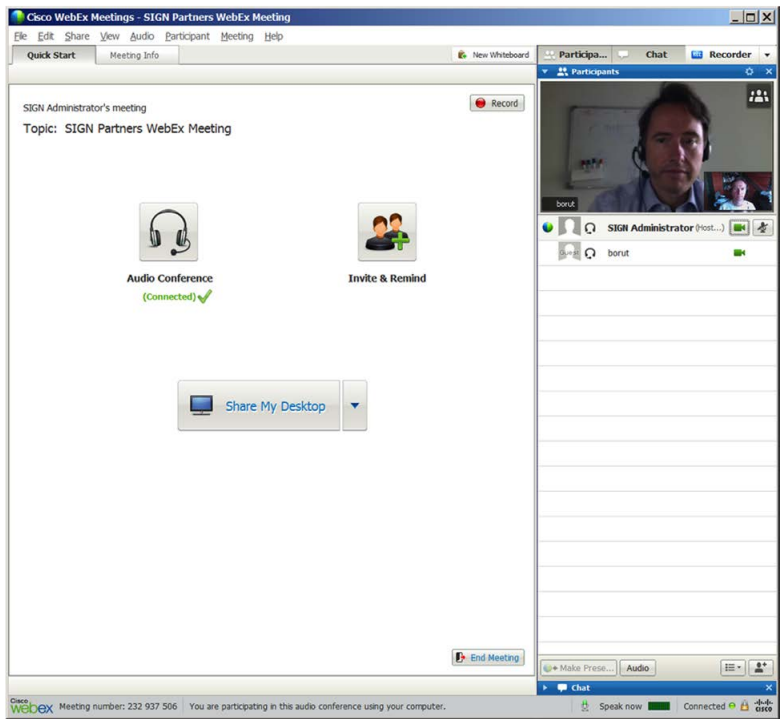 Cisco WebEx Meetings - SIGN Partners WebEx Meeting
File Edit Share View Audio Participant Meeting Help
Quick Start Meeting Info New Whiteboard Participa... Chat Recorder
Participants
SIGN Administrator's meeting Record
Topic: SIGN Partners WebEx Meeting
borut
SIGN Administrator (Host...)
Guest borut
Audio Conference Invite & Remind
(Connected)
Share My Desktop
End Meeting
Make Prese... Audio
Chat
Cisco webex Meeting number: 232 937 506 You are participating in this audio conference using your computer. Speak now Connected CISCO